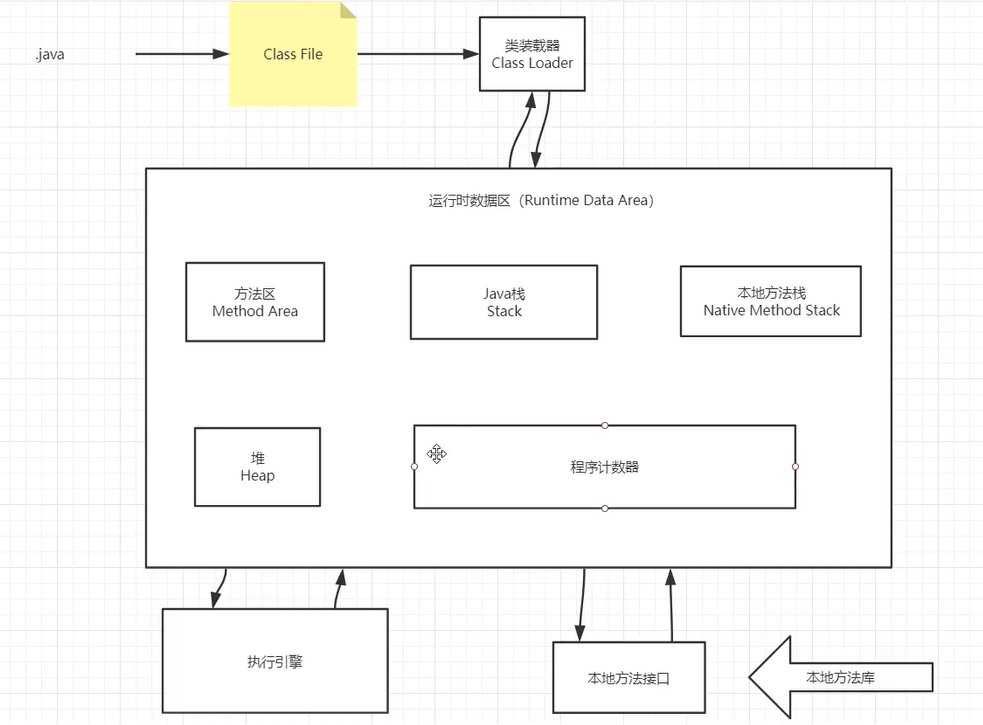 .java
Class File
类装载器
Class Loader
运行时数据区（Runtime Data Area）
方法区
Method Area
Java栈
Stack
本地方法栈
Native Method Stack
堆
Heap
程序计数器
执行引擎
本地方法接口
本地方法库